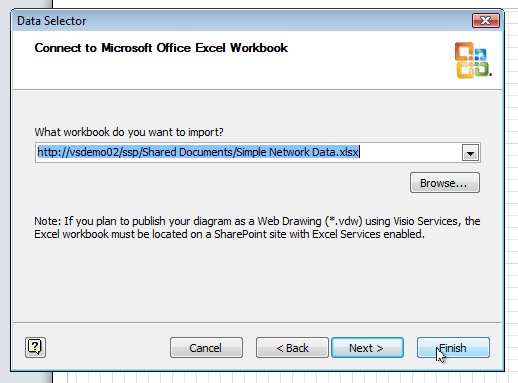 Data Selector
Connect to Microsoft Office Excel Workbook
What workbook do you want to import?
http://vsdemo02/ssp/Shared Documents/Simple Network Data.xlsx
Browse...
Note: If you plan to publish your diagram as a Web Drawing (*.vdw) using Visio Services, the
Excel workbook must be located on a SharePoint site with Excel Services enabled.
Cancel
< Back
Next >
Finish